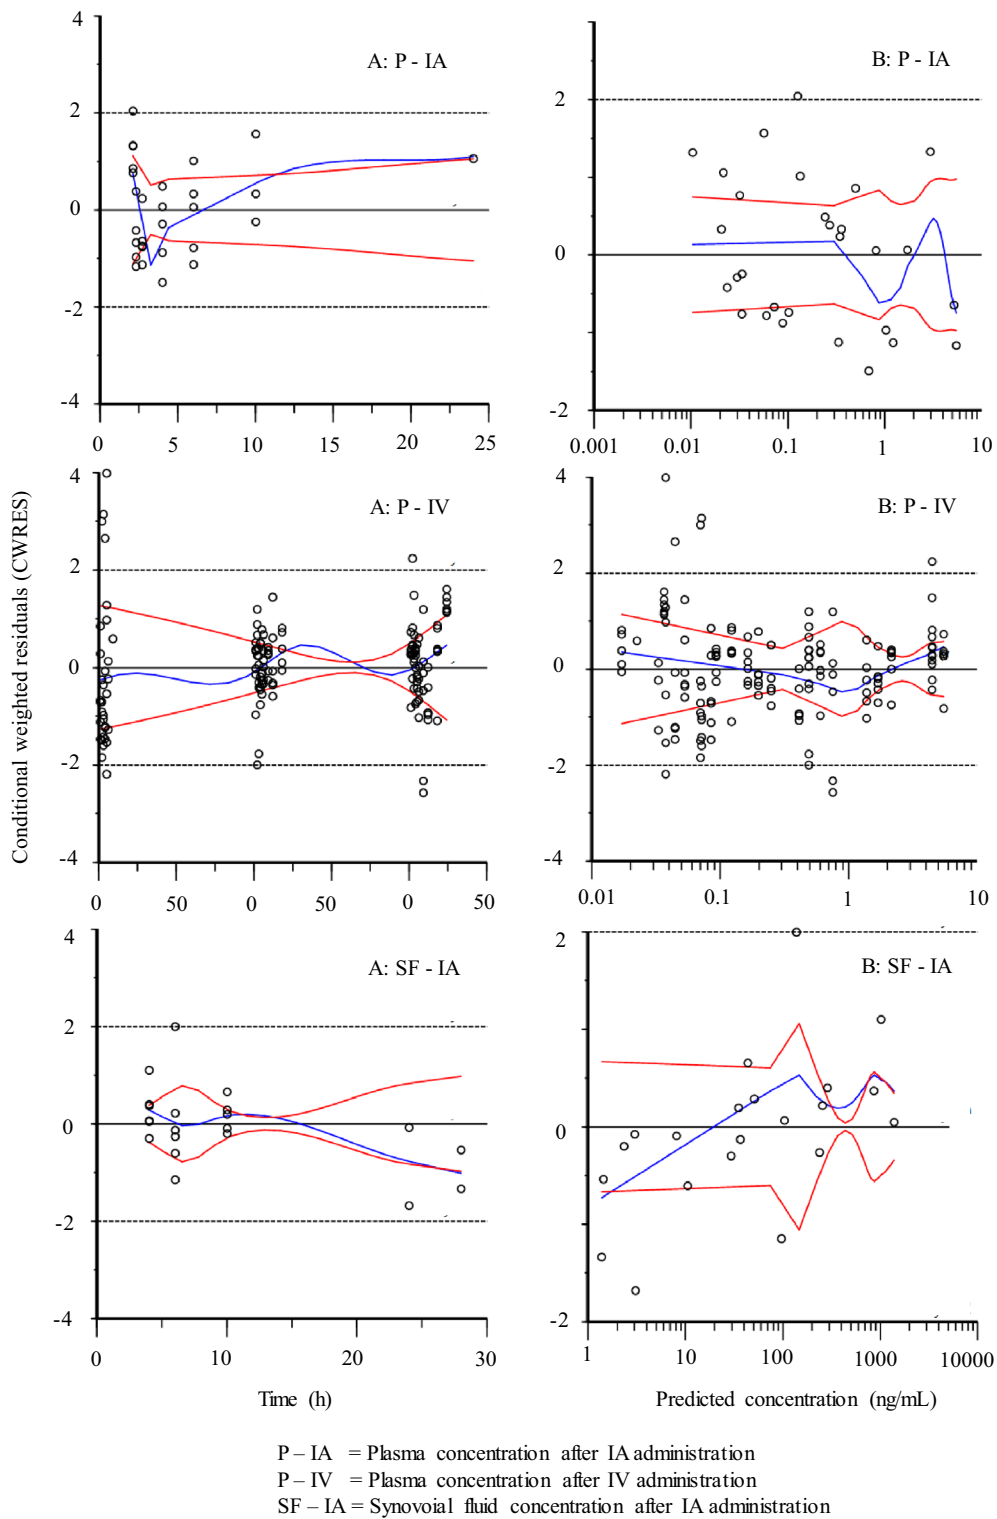 4
A: P - IA
2
0
-2
-4
0 5 10 15 20 25
B: P - IA
2
0
-2
0.001 0.01 0.1 1 10
Conditional weighted residuals (CWRES)
4
A: P - IV
2
0
-2
-4
0 50 0 50 0 50
4
B: P - IV
2
0
-2
-4
0.01 0.1 1 10
4
A: SF - IA
2
0
-2
-4
0 10 20 30
Time (h)
2
B: SF - IA
0
-2
1 10 100 1000 10000
Predicted concentration (ng/mL)
P – IA = Plasma concentration after IA administration
P – IV = Plasma concentration after IV administration
SF – IA = Synovoial fluid concentration after IA administration